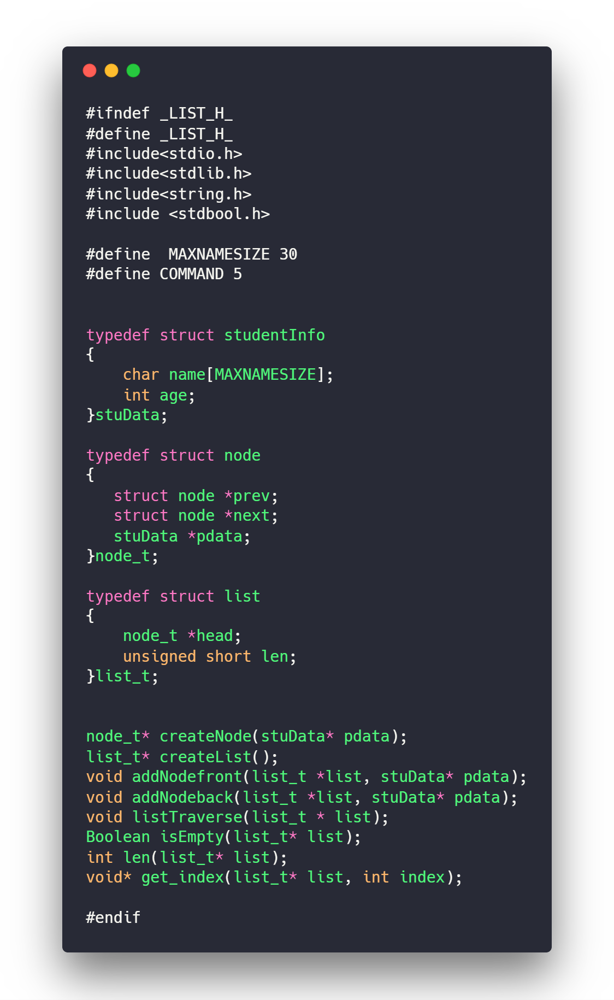 #ifndef _LIST_H_
#define _LIST_H_
#include<stdio.h>
#include<stdlib.h>
#include<string.h>
#include <stdbool.h>
#define  MAXNAMESIZE 30
#define COMMAND 5
typedef struct studentInfo
{
    char name[MAXNAMESIZE];
    int age;
}stuData;
typedef struct node
{
   struct node *prev;
   struct node *next;
   stuData *pdata;
}node_t;
typedef struct list
{
    node_t *head;
    unsigned short len;
}list_t;
node_t* createNode(stuData* pdata);
list_t* createList();
void addNodefront(list_t *list, stuData* pdata);
void addNodeback(list_t *list, stuData* pdata);
void listTraverse(list_t * list);
Boolean isEmpty(list_t* list);
int len(list_t* list);
void* get_index(list_t* list, int index);
#endif